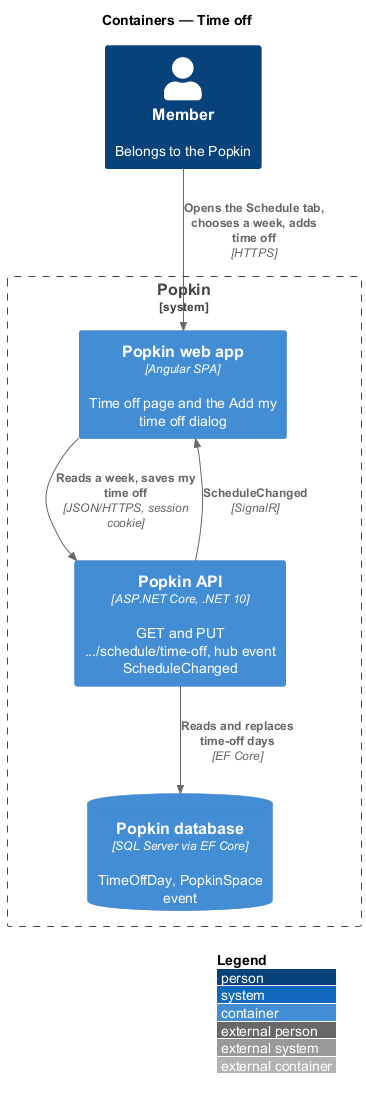 Containers — Time off
Member
Belongs to the Popkin
Opens the Schedule tab,
chooses a week, adds
time off
[HTTPS]
Popkin
[system]
Popkin web app
[Angular SPA]
Time off page and the Add my
time off dialog
Reads a week, saves my
time off
[JSON/HTTPS, session
cookie]
ScheduleChanged
[SignalR]
Popkin API
[ASP.NET Core, .NET 10]
GET and PUT
.../schedule/time-off, hub event
ScheduleChanged
Reads and replaces
time-off days
[EF Core]
Popkin database
[SQL Server via EF Core]
TimeOffDay, PopkinSpace
event
Legend
person
system
container
external person
external system
external container